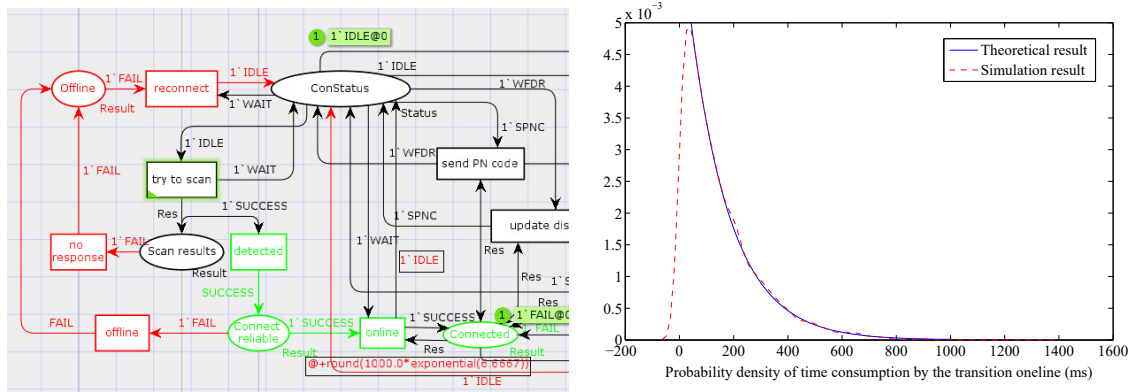 1 1`IDLE@0
1`IDLE
1`FAIL
1`IDLE
Offline
reconnect
ConStatus
1`WFDR
Result
1`WAIT
Status
1`SPNC
1`IDLE
1`WFDR
send PN code
1`FAIL
try to scan
1`WAIT
Res
1`SUCCESS
1`SPNC
update dis
no
response
1`FAIL
Scan results
detected
1`WAIT
Res
1`IDLE
Result
Res
1`S
SUCCESS
Res
1 1`FAIL@0
FAIL
offline
1`FAIL
Connect
reliable
1`SUCCESS
online
1`SUCCESS
Connected
FAIL
Result
Res
Result
@+round(1000.0*exponential(6.6667))
1`IDLE
5 x 10⁻³
4.5
4
3.5
3
2.5
2
1.5
1
0.5
0
Theoretical result
Simulation result
−200 0 200 400 600 800 1000 1200 1400 1600
Probability density of time consumption by the transition oneline (ms)